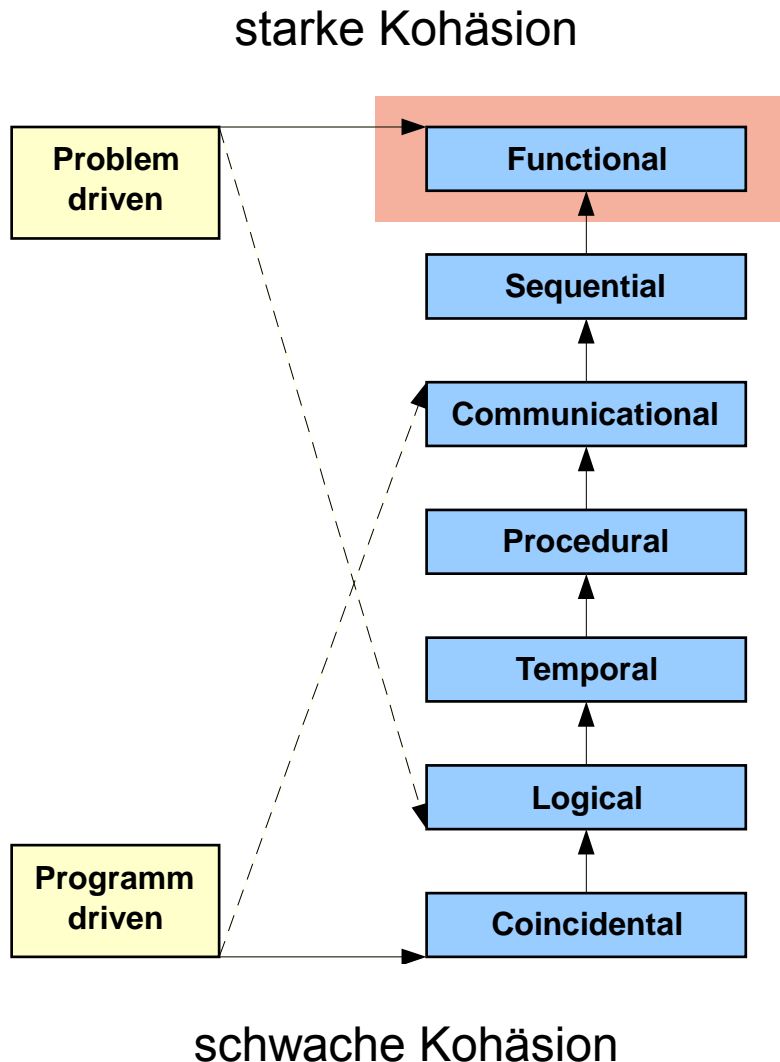 starke Kohäsion
Problem
driven
Functional
Sequential
Communicational
Procedural
Temporal
Logical
Programm
driven
Coincidental
schwache Kohäsion